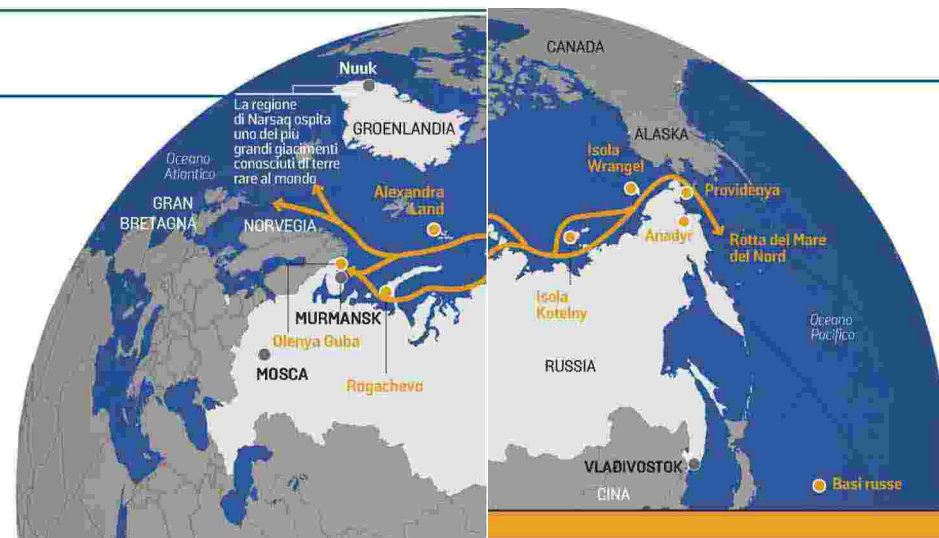 Nuuk
La regione
di Narsaq ospita
uno dei più
grandi giacimenti
conosciuti di terre
rare al mondo
GROENLANDIA
Oceano
Atlantico
GRAN
BRETAGNA
NORVEGIA
Alexandra
Land
MURMANSK
Olenya Guba
MOSCA
Rogachevo
CANADA
ALASKA
Isola
Wrangel
Providenya
Anadyr
Rotta del Mare
del Nord
Isola
Kotelny
Oceano
Pacifico
RUSSIA
VLADIVOSTOK
CINA
Basi russe